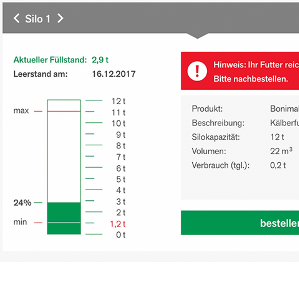 Silo 1
Aktueller Füllstand: 2,9 t
Leerstand am: 16.12.2017
max
24%
min
12 t
11 t
10 t
9 t
8 t
7 t
6 t
5 t
4 t
3 t
2 t
1,2 t
0 t
Hinweis: Ihr Futter reic
Bitte nachbestellen.
Produkt: Bonimal
Beschreibung: Kälberfu
Silokapazität: 12 t
Volumen: 22 m³
Verbrauch (tgl.): 0,2 t
bestellen